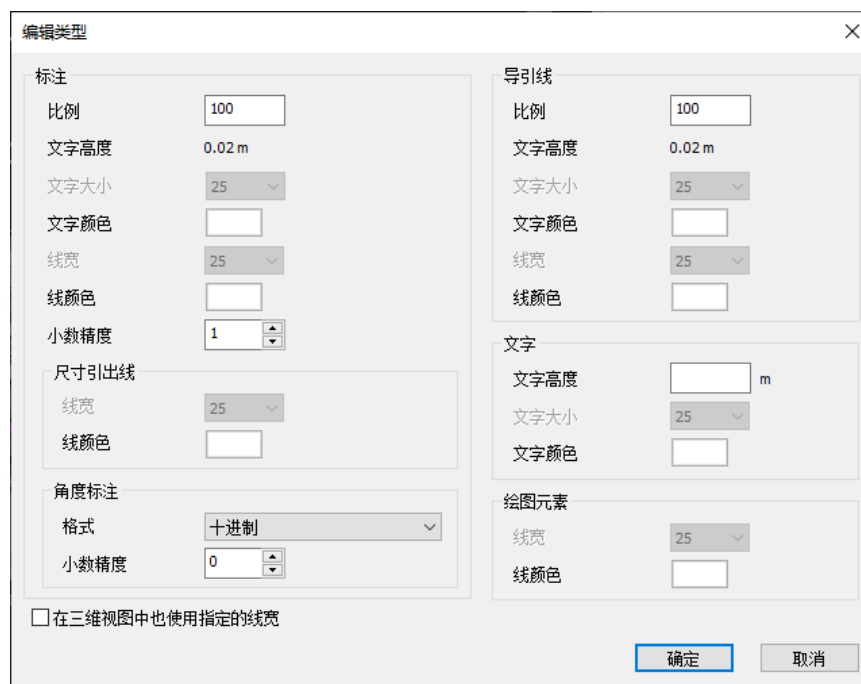 编辑类型
标注
比例 100
文字高度 0.02 m
文字大小 25
文字颜色
线宽 25
线颜色
小数精度 1
尺寸引出线
线宽 25
线颜色
角度标注
格式 十进制
小数精度 0
导引线
比例 100
文字高度 0.02 m
文字大小 25
文字颜色
线宽 25
线颜色
文字
文字高度 m
文字大小 25
文字颜色
绘图元素
线宽 25
线颜色
在三维视图中也使用指定的线宽
确定 取消